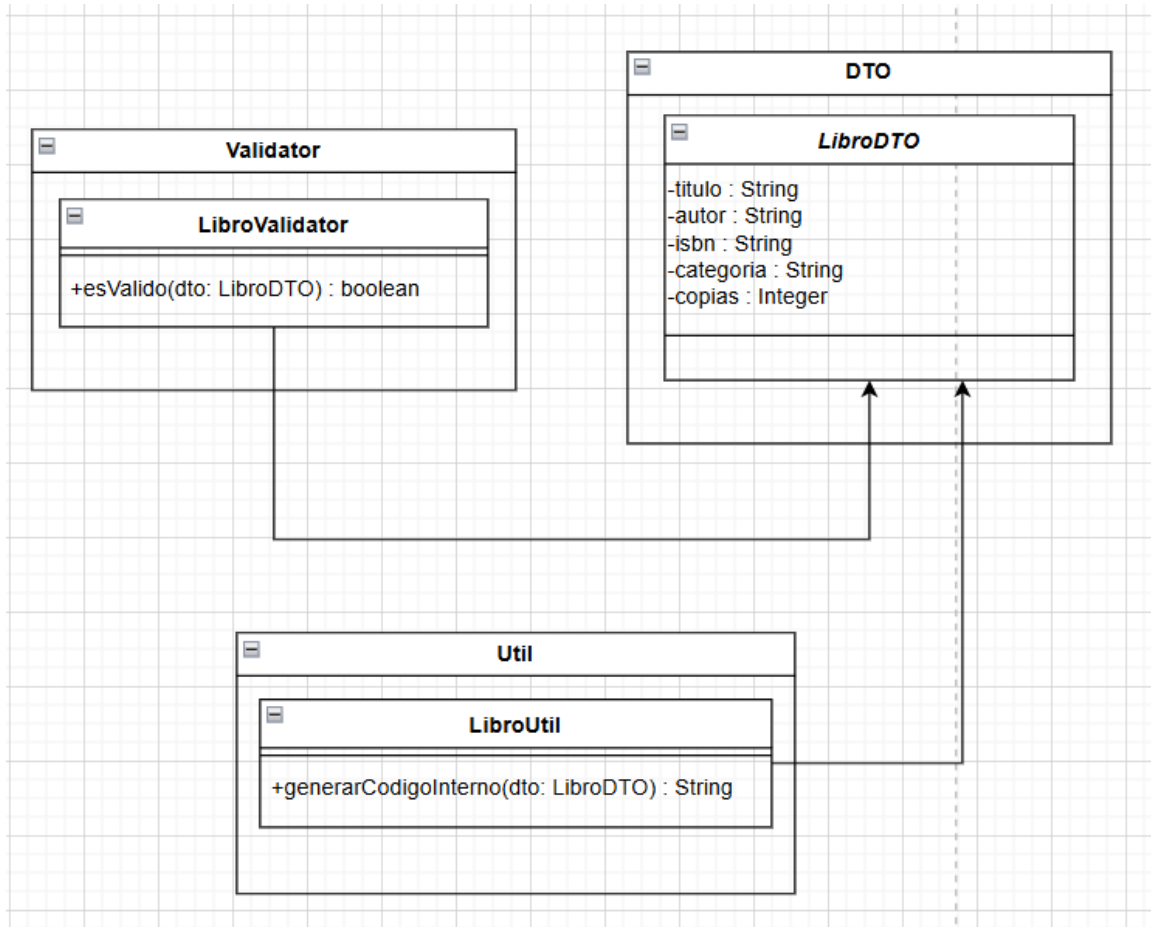 Validator
LibroValidator
+esValido(dto: LibroDTO) : boolean
DTO
LibroDTO
-titulo : String
-autor : String
-isbn : String
-categoria : String
-copias : Integer
Util
LibroUtil
+generarCodigoInterno(dto: LibroDTO) : String